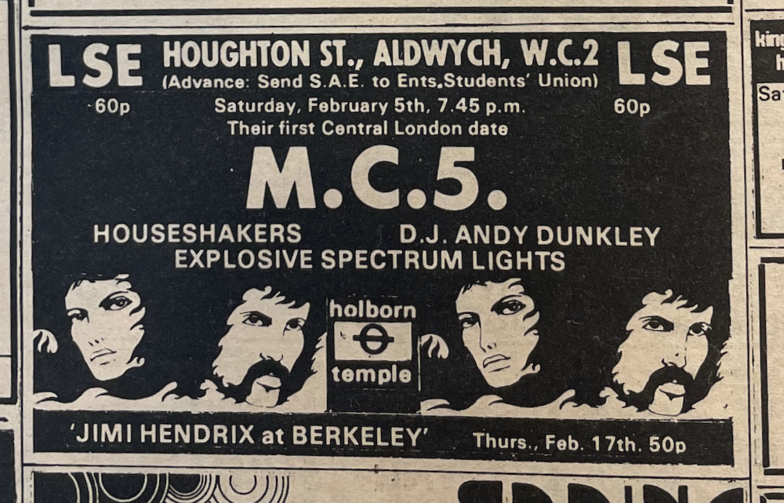 LSE HOUGHTON ST., ALDWYCH, W.C.2 LSE
(Advance: Send S.A.E. to Ents.Students' Union)
60p Saturday, February 5th, 7.45 p.m. 60p
Their first Central London date
M.C.5.
HOUSESHAKERS D.J. ANDY DUNKLEY
EXPLOSIVE SPECTRUM LIGHTS
holborn
temple
'JIMI HENDRIX at BERKELEY' Thurs., Feb. 17th. 50p